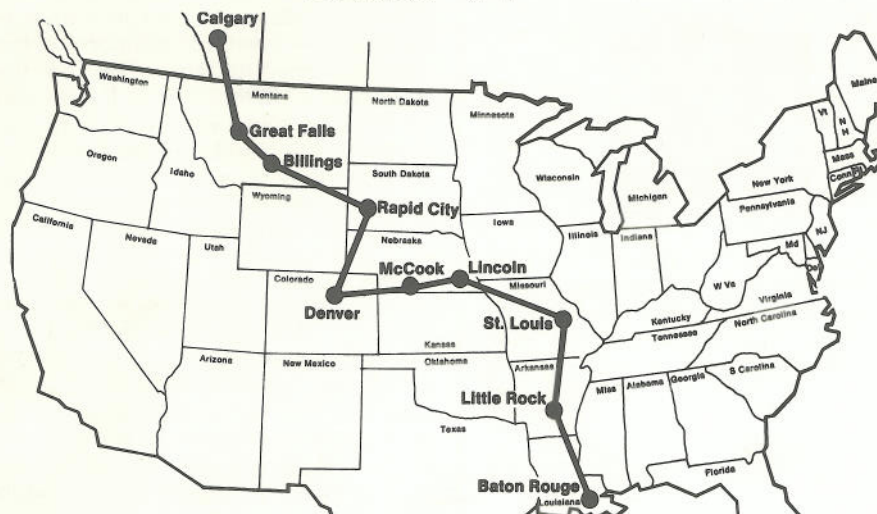 Calgary
Washington
Montana
North Dakota
Minnesota
Maine
Vt
N
H
Great Falls
Oregon
Idaho
Billings
South Dakota
Wisconsin
Michigan
New York
Mass
Conn
RI
Wyoming
Rapid City
Iowa
Pennsylvania
California
Nevada
Utah
Nebraska
Illinois
Indiana
NJ
Md
Del
Colorado
McCook
Lincoln
Missouri
W Va
Virginia
Denver
St. Louis
Kentucky
North Carolina
Tennessee
Kansas
Arizona
New Mexico
Oklahoma
Arkansas
S Carolina
Miss
Alabama
Georgia
Little Rock
Texas
Florida
Baton Rouge
Louisiana